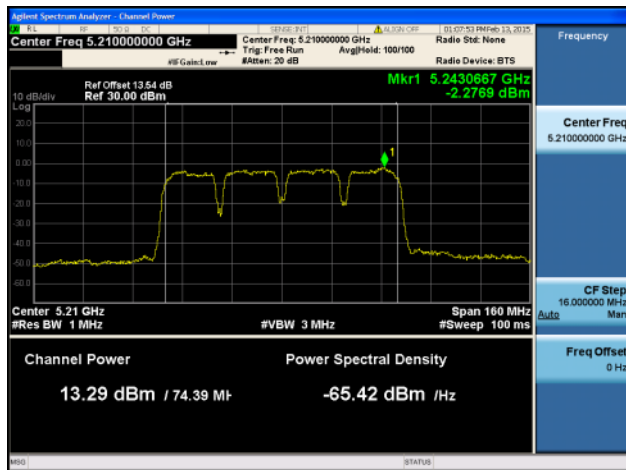 Agilent Spectrum Analyzer - Channel Power
RL RF 50 Ω DC SENSE:INT ALIGN OFF 01:07:53 PM Feb 13, 2015
Center Freq 5.210000000 GHz
Center Freq: 5.210000000 GHz
Radio Std: None
Trig: Free Run Avg|Hold: 100/100
#IFGain:Low #Atten: 20 dB Radio Device: BTS
Mkr1 5.2430667 GHz
-2.2769 dBm
Ref Offset 13.54 dB
10 dB/div Ref 30.00 dBm
Log
20.0
10.0
0.00
-10.0
-20.0
-30.0
-40.0
-50.0
-60.0
1
Center 5.21 GHz Span 160 MHz
#Res BW 1 MHz #VBW 3 MHz #Sweep 100 ms
Channel Power Power Spectral Density
13.29 dBm / 74.39 MH -65.42 dBm /Hz
MSG STATUS
Frequency
Center Freq
5.210000000 GHz
CF Step
16.000000 MHz
Auto Man
Freq Offset
0 Hz